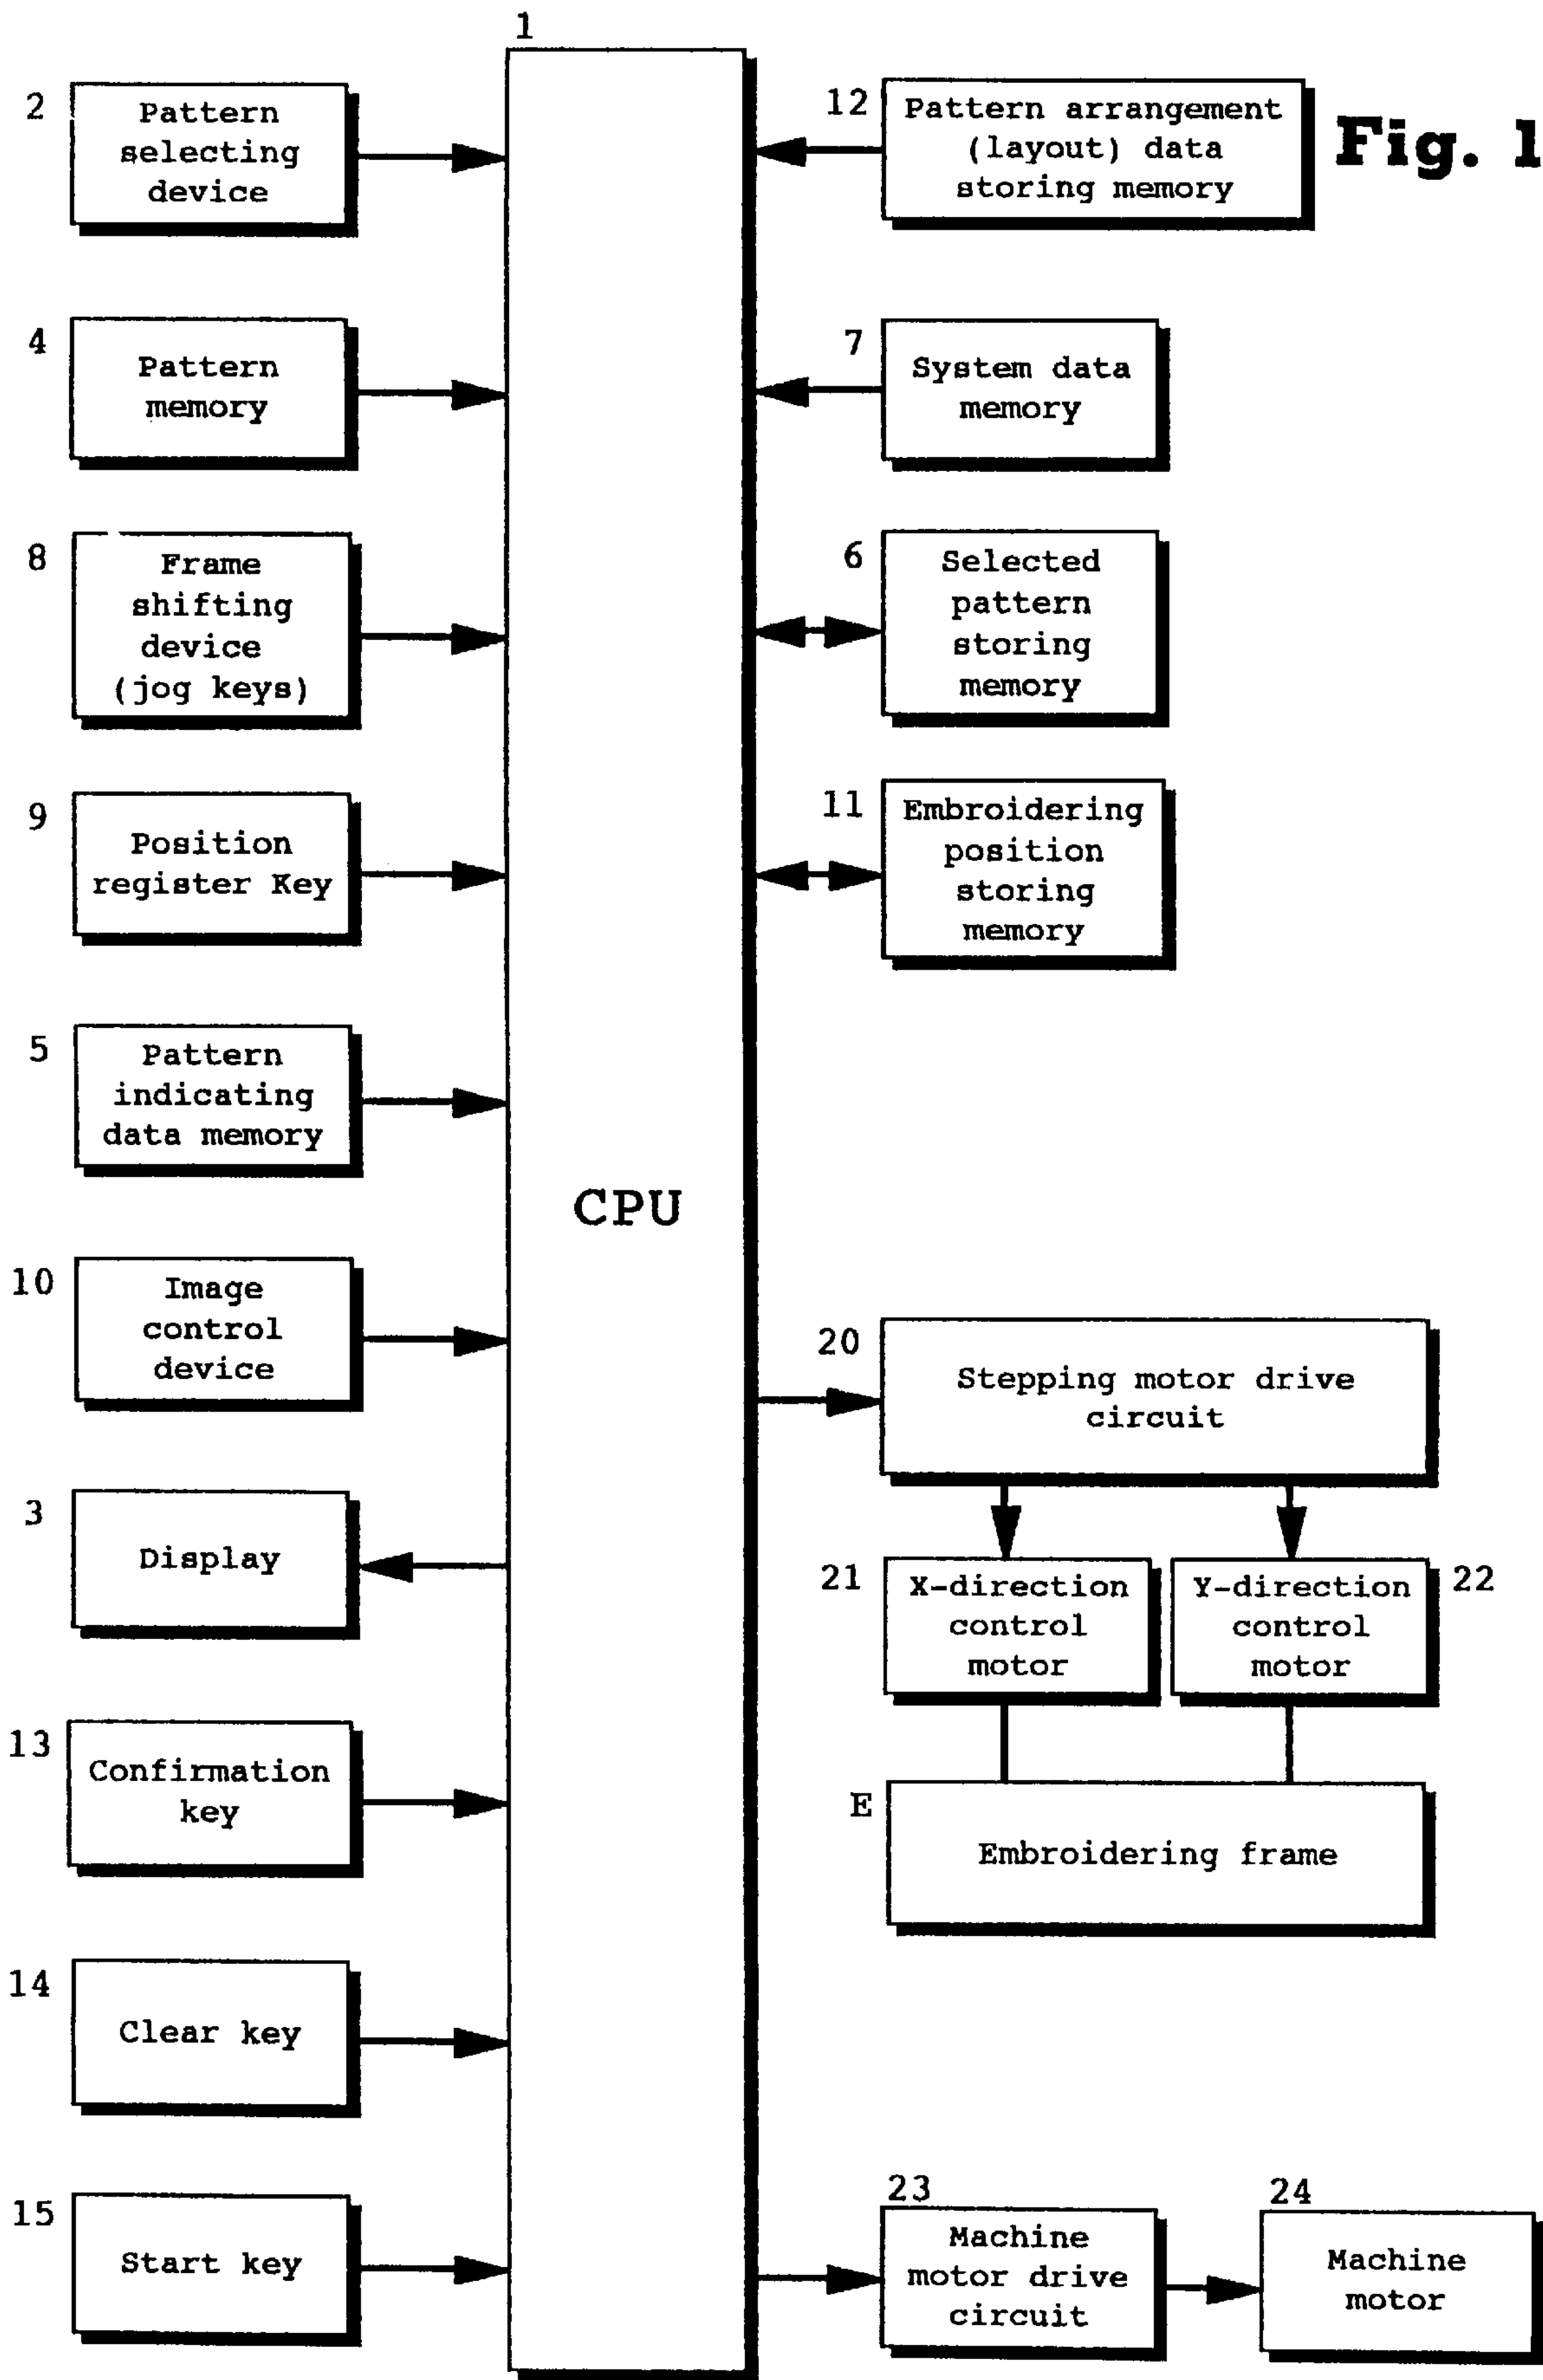 1
2
Pattern
selecting
device
12
Pattern arrangement
(layout) data
storing memory
Fig. 1
4
Pattern
memory
7
System data
memory
8
Frame
shifting
device
(jog keys)
6
Selected
pattern
storing
memory
9
Position
register Key
11
Embroidering
position
storing
memory
5
Pattern
indicating
data memory
CPU
10
Image
control
device
20
Stepping motor drive
circuit
3
Display
21
X-direction
control
motor
Y-direction
control
motor
22
13
Confirmation
key
E
Embroidering frame
14
Clear key
15
Start key
23
Machine
motor drive
circuit
24
Machine
motor